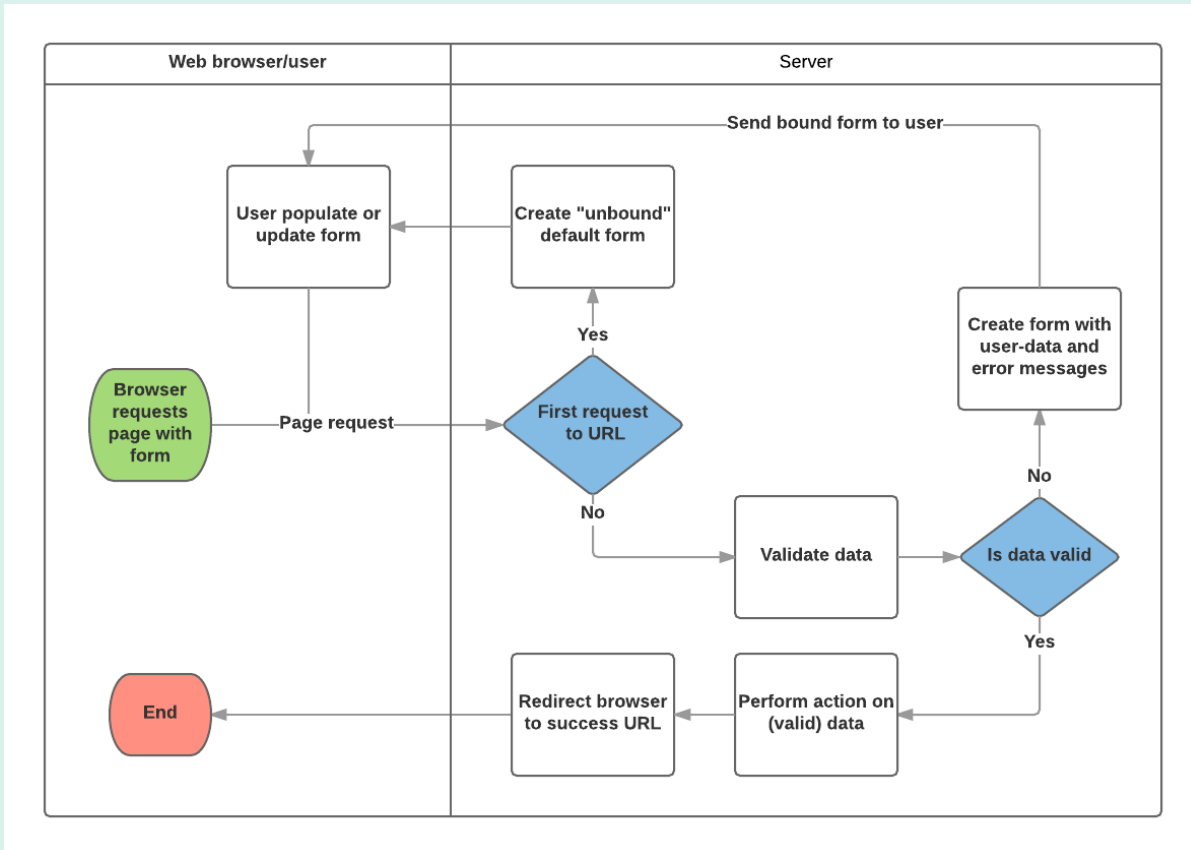 Web browser/user
Server
Send bound form to user
User populate or
update form
Create "unbound"
default form
Yes
Create form with
user-data and
error messages
Browser
requests
page with
form
Page request
First request
to URL
No
No
Validate data
Is data valid
Yes
End
Redirect browser
to success URL
Perform action on
(valid) data